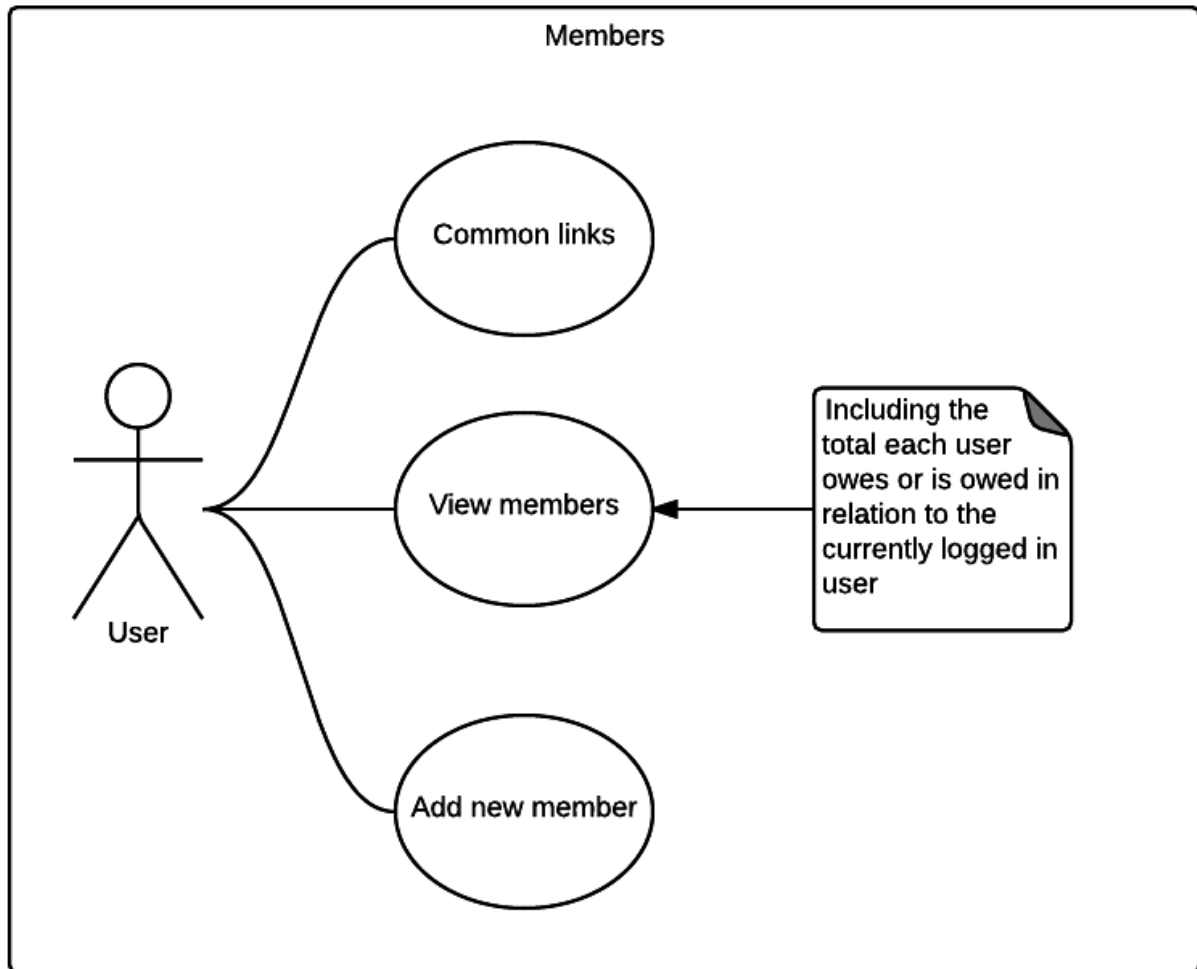 Members
Common links
User
View members
Including the
total each user
owes or is owed in
relation to the
currently logged in
user
Add new member